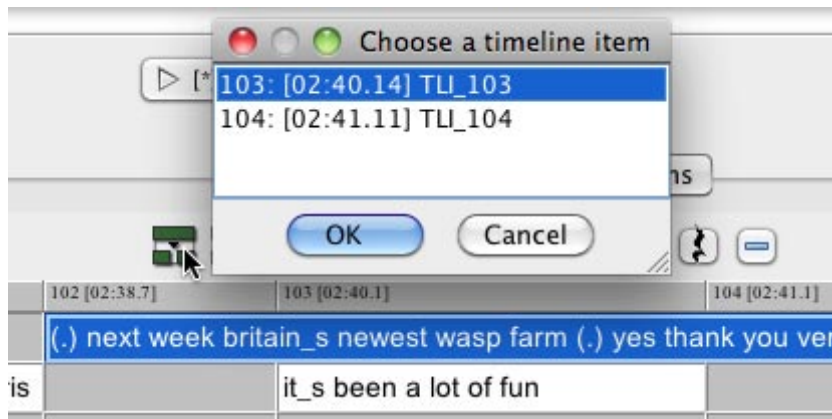 Choose a timeline item
[*
103: [02:40.14] TLI_103
104: [02:41.11] TLI_104
OK
Cancel
102 [02:38.7]
103 [02:40.1]
104 [02:41.1]
(.) next week britain_s newest wasp farm (.) yes thank you ver
it_s been a lot of fun